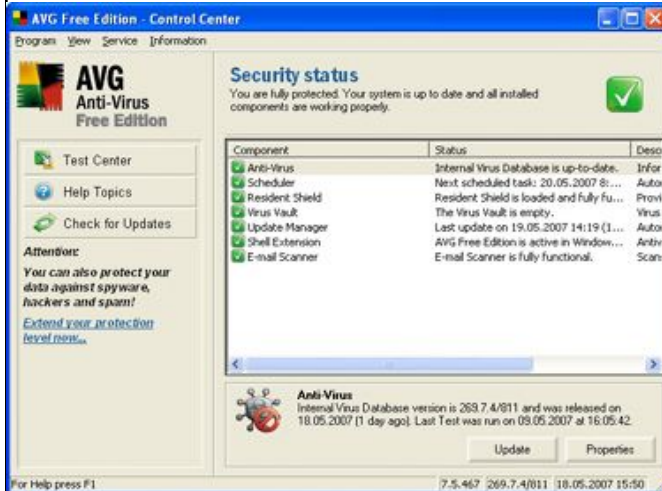 AVG Free Edition - Control Center
Program View Service Information
AVG
Anti-Virus
Free Edition
Test Center
Help Topics
Check for Updates
Attention:
You can also protect your
data against spyware,
hackers and spam!
Extend your protection
level now...
Security status
You are fully protected. Your system is up to date and all installed
components are working properly.
Component Status Desc
Anti-Virus Internal Virus Database is up-to-date. Infor
Scheduler Next scheduled task: 20.05.2007 8:... Auto
Resident Shield Resident Shield is loaded and fully fu... Provi
Virus Vault The Virus Vault is empty. Virus
Update Manager Last update on 19.05.2007 14:19 (1... Autor
Shell Extension AVG Free Edition is active in Window... Antiv
E-mail Scanner E-mail Scanner is fully functional. Scans
Anti-Virus
Internal Virus Database version is 269.7.4/811 and was released on
18.05.2007 (1 day ago). Last Test was run on 09.05.2007 at 16:05:42.
Update Properties
For Help press F1 7.5.467 269.7.4/811 18.05.2007 15:50